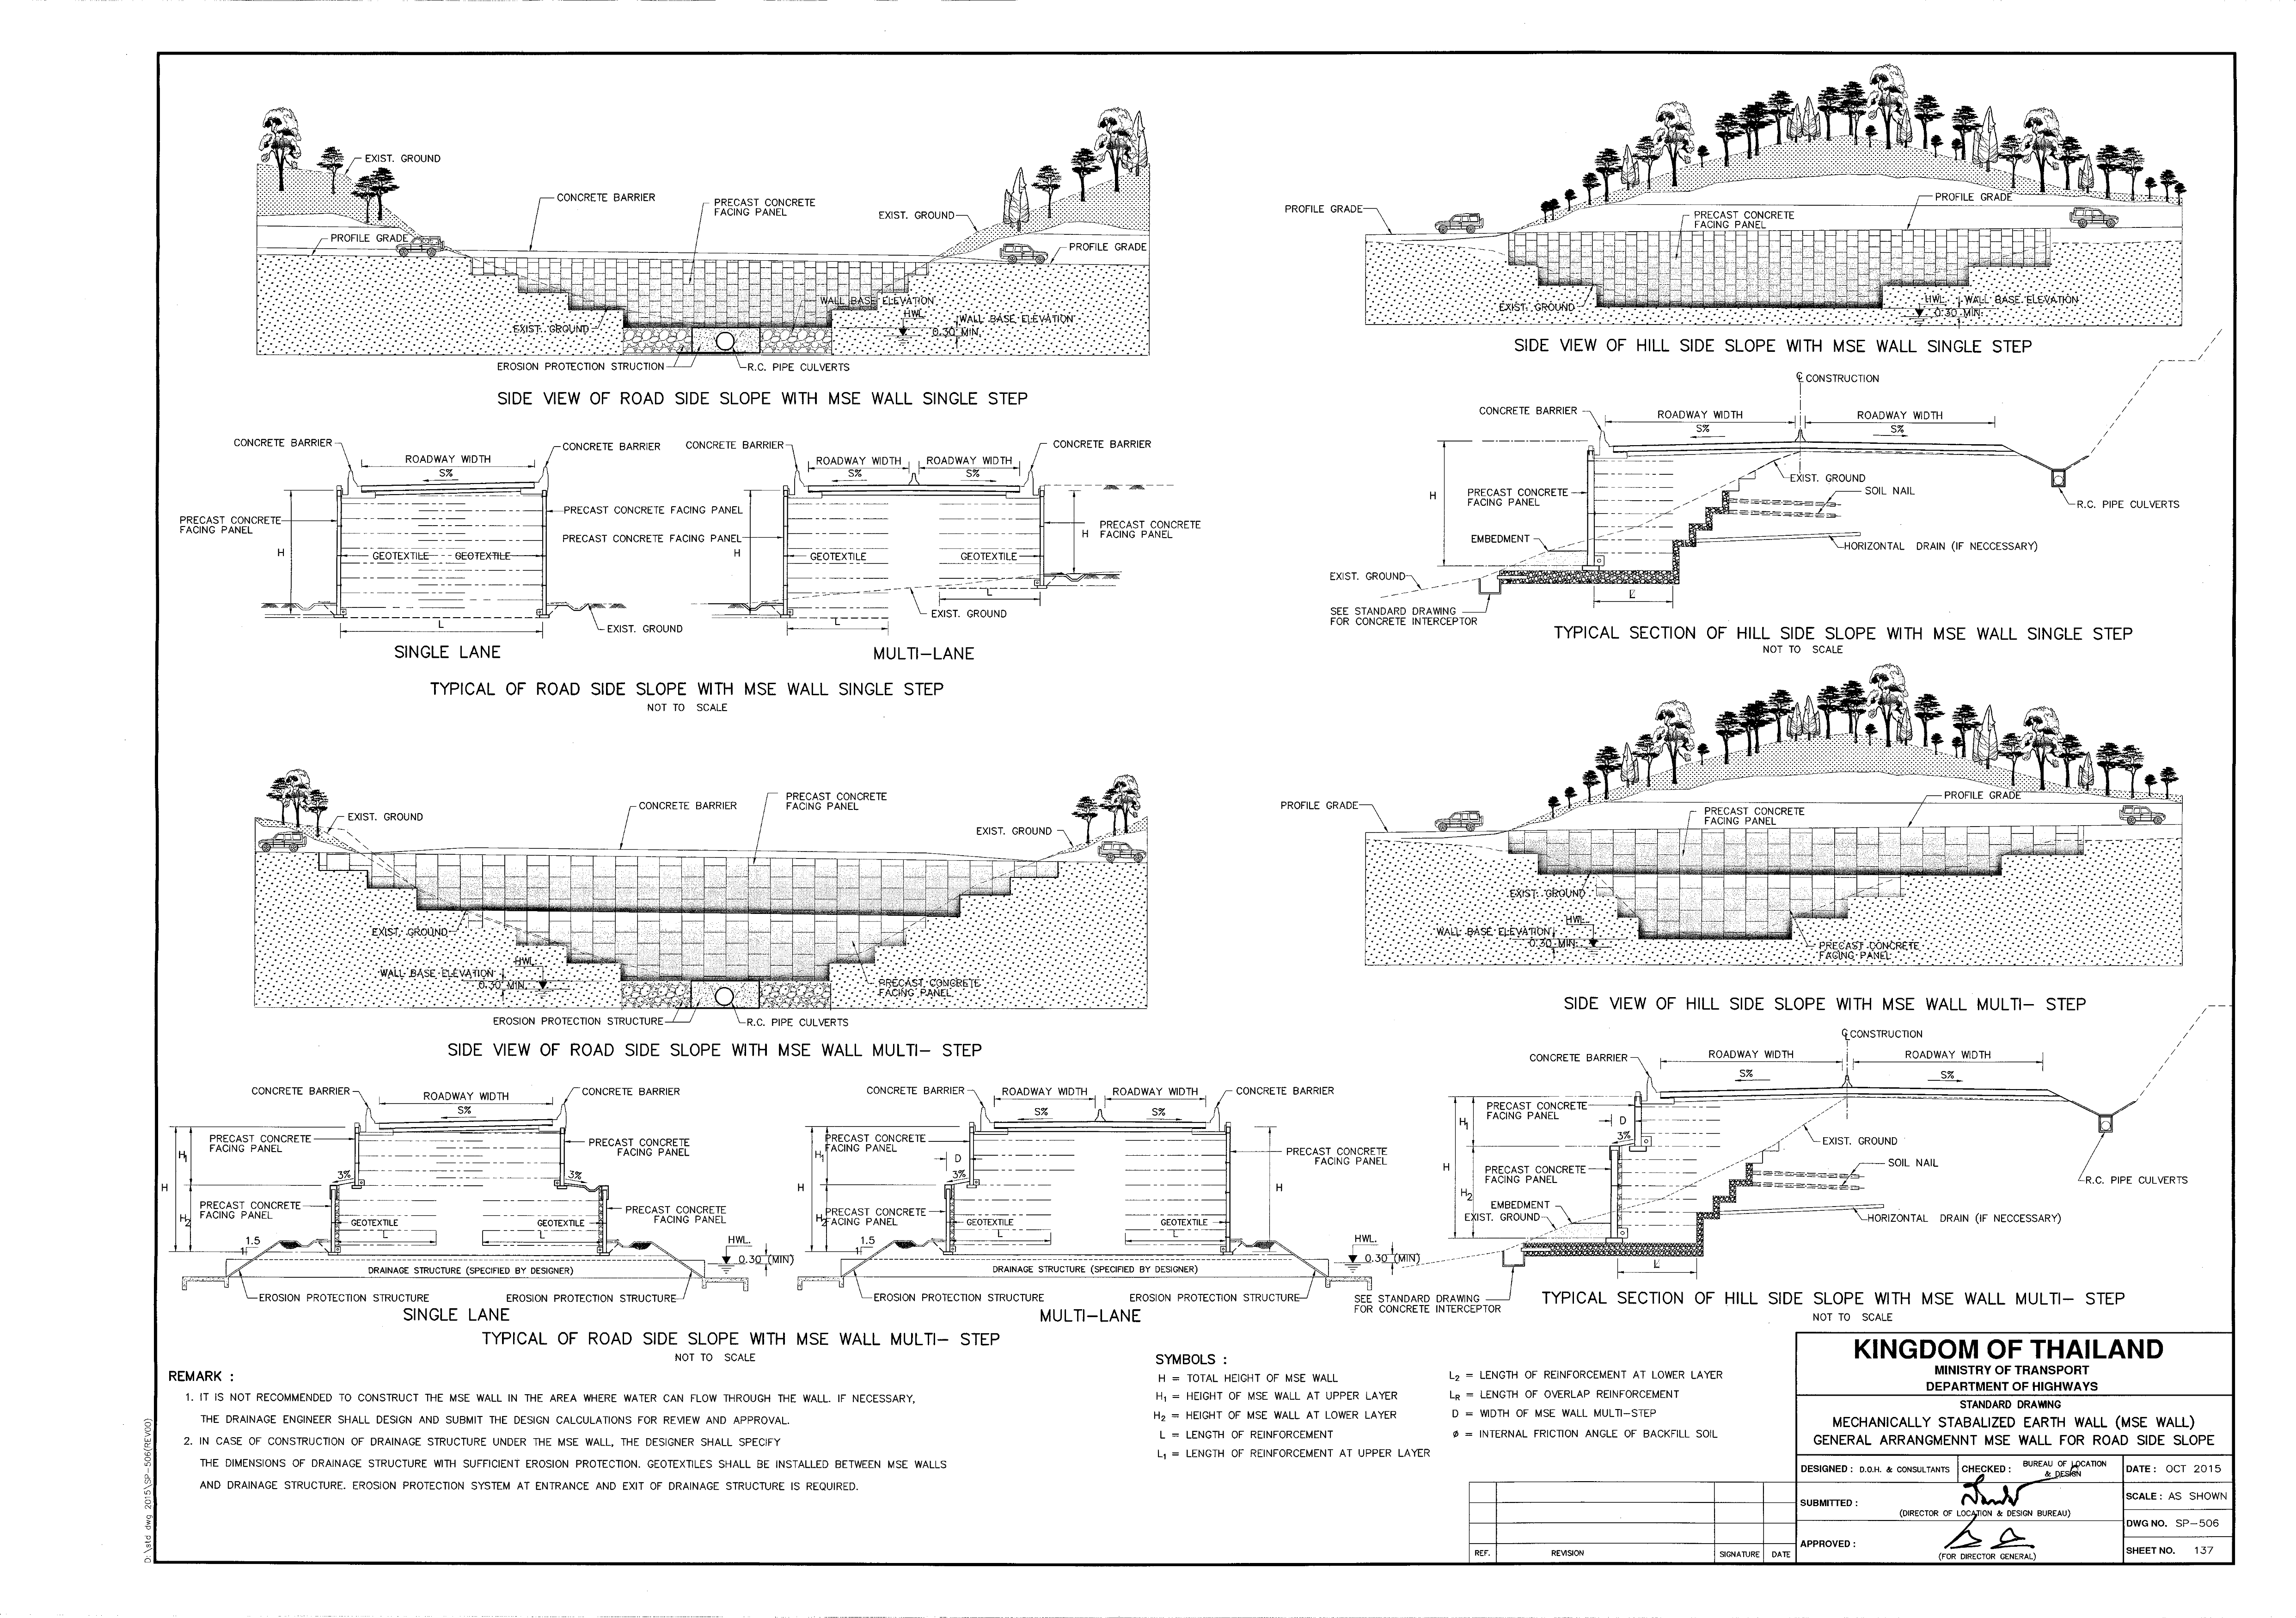 EXIST. GROUND
CONCRETE BARRIER
PRECAST CONCRETE
FACING PANEL
EXIST. GROUND
PROFILE GRADE
PROFILE GRADE
WALL BASE ELEVATION
HWL.
WALL BASE ELEVATION
0.30 MIN.
EXIST. GROUND
EROSION PROTECTION STRUCTION
R.C. PIPE CULVERTS
SIDE VIEW OF ROAD SIDE SLOPE WITH MSE WALL SINGLE STEP
PROFILE GRADE
PROFILE GRADE
PRECAST CONCRETE
FACING PANEL
EXIST. GROUND
HWL.
WALL BASE ELEVATION
0.30 MIN.
SIDE VIEW OF HILL SIDE SLOPE WITH MSE WALL SINGLE STEP
CONCRETE BARRIER
CONCRETE BARRIER
ROADWAY WIDTH
S%
PRECAST CONCRETE
FACING PANEL
PRECAST CONCRETE FACING PANEL
H
GEOTEXTILE
GEOTEXTILE
L
EXIST. GROUND
SINGLE LANE
CONCRETE BARRIER
CONCRETE BARRIER
ROADWAY WIDTH
ROADWAY WIDTH
S%
S%
PRECAST CONCRETE FACING PANEL
H
PRECAST CONCRETE
FACING PANEL
H
GEOTEXTILE
GEOTEXTILE
L
L
EXIST. GROUND
MULTI-LANE
TYPICAL OF ROAD SIDE SLOPE WITH MSE WALL SINGLE STEP
NOT TO SCALE
℄ CONSTRUCTION
CONCRETE BARRIER
ROADWAY WIDTH
ROADWAY WIDTH
S%
S%
H
PRECAST CONCRETE
FACING PANEL
EXIST. GROUND
SOIL NAIL
R.C. PIPE CULVERTS
EMBEDMENT
HORIZONTAL DRAIN (IF NECCESSARY)
EXIST. GROUND
L
SEE STANDARD DRAWING
FOR CONCRETE INTERCEPTOR
TYPICAL SECTION OF HILL SIDE SLOPE WITH MSE WALL SINGLE STEP
NOT TO SCALE
PRECAST CONCRETE
FACING PANEL
CONCRETE BARRIER
EXIST. GROUND
EXIST. GROUND
EXIST. GROUND
HWL.
WALL BASE ELEVATION
0.30 MIN.
PRECAST CONCRETE
FACING PANEL
EROSION PROTECTION STRUCTURE
R.C. PIPE CULVERTS
SIDE VIEW OF ROAD SIDE SLOPE WITH MSE WALL MULTI- STEP
PROFILE GRADE
PROFILE GRADE
PRECAST CONCRETE
FACING PANEL
EXIST. GROUND
HWL.
WALL BASE ELEVATION
0.30 MIN.
PRECAST CONCRETE
FACING PANEL
SIDE VIEW OF HILL SIDE SLOPE WITH MSE WALL MULTI- STEP
CONCRETE BARRIER
CONCRETE BARRIER
ROADWAY WIDTH
S%
PRECAST CONCRETE
FACING PANEL
PRECAST CONCRETE
FACING PANEL
H1
3%
3%
H
PRECAST CONCRETE
FACING PANEL
PRECAST CONCRETE
FACING PANEL
H2
GEOTEXTILE
GEOTEXTILE
L
L
1.5
1
HWL.
0.30 (MIN)
DRAINAGE STRUCTURE (SPECIFIED BY DESIGNER)
EROSION PROTECTION STRUCTURE
EROSION PROTECTION STRUCTURE
SINGLE LANE
CONCRETE BARRIER
CONCRETE BARRIER
ROADWAY WIDTH
ROADWAY WIDTH
S%
S%
PRECAST CONCRETE
FACING PANEL
PRECAST CONCRETE
FACING PANEL
H1
D
3%
H
H
PRECAST CONCRETE
FACING PANEL
H2
GEOTEXTILE
GEOTEXTILE
L
L
1.5
1
HWL.
0.30 (MIN)
DRAINAGE STRUCTURE (SPECIFIED BY DESIGNER)
EROSION PROTECTION STRUCTURE
EROSION PROTECTION STRUCTURE
MULTI-LANE
TYPICAL OF ROAD SIDE SLOPE WITH MSE WALL MULTI- STEP
NOT TO SCALE
℄ CONSTRUCTION
CONCRETE BARRIER
ROADWAY WIDTH
ROADWAY WIDTH
S%
S%
PRECAST CONCRETE
FACING PANEL
H1
D
3%
EXIST. GROUND
H
PRECAST CONCRETE
FACING PANEL
SOIL NAIL
R.C. PIPE CULVERTS
H2
EMBEDMENT
EXIST. GROUND
HORIZONTAL DRAIN (IF NECCESSARY)
L
SEE STANDARD DRAWING
FOR CONCRETE INTERCEPTOR
TYPICAL SECTION OF HILL SIDE SLOPE WITH MSE WALL MULTI- STEP
NOT TO SCALE
REMARK :
1. IT IS NOT RECOMMENDED TO CONSTRUCT THE MSE WALL IN THE AREA WHERE WATER CAN FLOW THROUGH THE WALL. IF NECESSARY,
THE DRAINAGE ENGINEER SHALL DESIGN AND SUBMIT THE DESIGN CALCULATIONS FOR REVIEW AND APPROVAL.
2. IN CASE OF CONSTRUCTION OF DRAINAGE STRUCTURE UNDER THE MSE WALL, THE DESIGNER SHALL SPECIFY
THE DIMENSIONS OF DRAINAGE STRUCTURE WITH SUFFICIENT EROSION PROTECTION. GEOTEXTILES SHALL BE INSTALLED BETWEEN MSE WALLS
AND DRAINAGE STRUCTURE. EROSION PROTECTION SYSTEM AT ENTRANCE AND EXIT OF DRAINAGE STRUCTURE IS REQUIRED.
SYMBOLS :
H = TOTAL HEIGHT OF MSE WALL
H1 = HEIGHT OF MSE WALL AT UPPER LAYER
H2 = HEIGHT OF MSE WALL AT LOWER LAYER
L = LENGTH OF REINFORCEMENT
L1 = LENGTH OF REINFORCEMENT AT UPPER LAYER
L2 = LENGTH OF REINFORCEMENT AT LOWER LAYER
LR = LENGTH OF OVERLAP REINFORCEMENT
D = WIDTH OF MSE WALL MULTI-STEP
ø = INTERNAL FRICTION ANGLE OF BACKFILL SOIL
KINGDOM OF THAILAND
MINISTRY OF TRANSPORT
DEPARTMENT OF HIGHWAYS
STANDARD DRAWING
MECHANICALLY STABALIZED EARTH WALL (MSE WALL)
GENERAL ARRANGMENNT MSE WALL FOR ROAD SIDE SLOPE
DESIGNED : D.O.H. & CONSULTANTS
CHECKED : BUREAU OF LOCATION
& DESIGN
DATE : OCT 2015
SUBMITTED :
(DIRECTOR OF LOCATION & DESIGN BUREAU)
SCALE : AS SHOWN
DWG NO. SP-506
APPROVED :
(FOR DIRECTOR GENERAL)
SHEET NO. 137
REF.
REVISION
SIGNATURE
DATE
D:\std dwg 2015\SP-506(REV00)